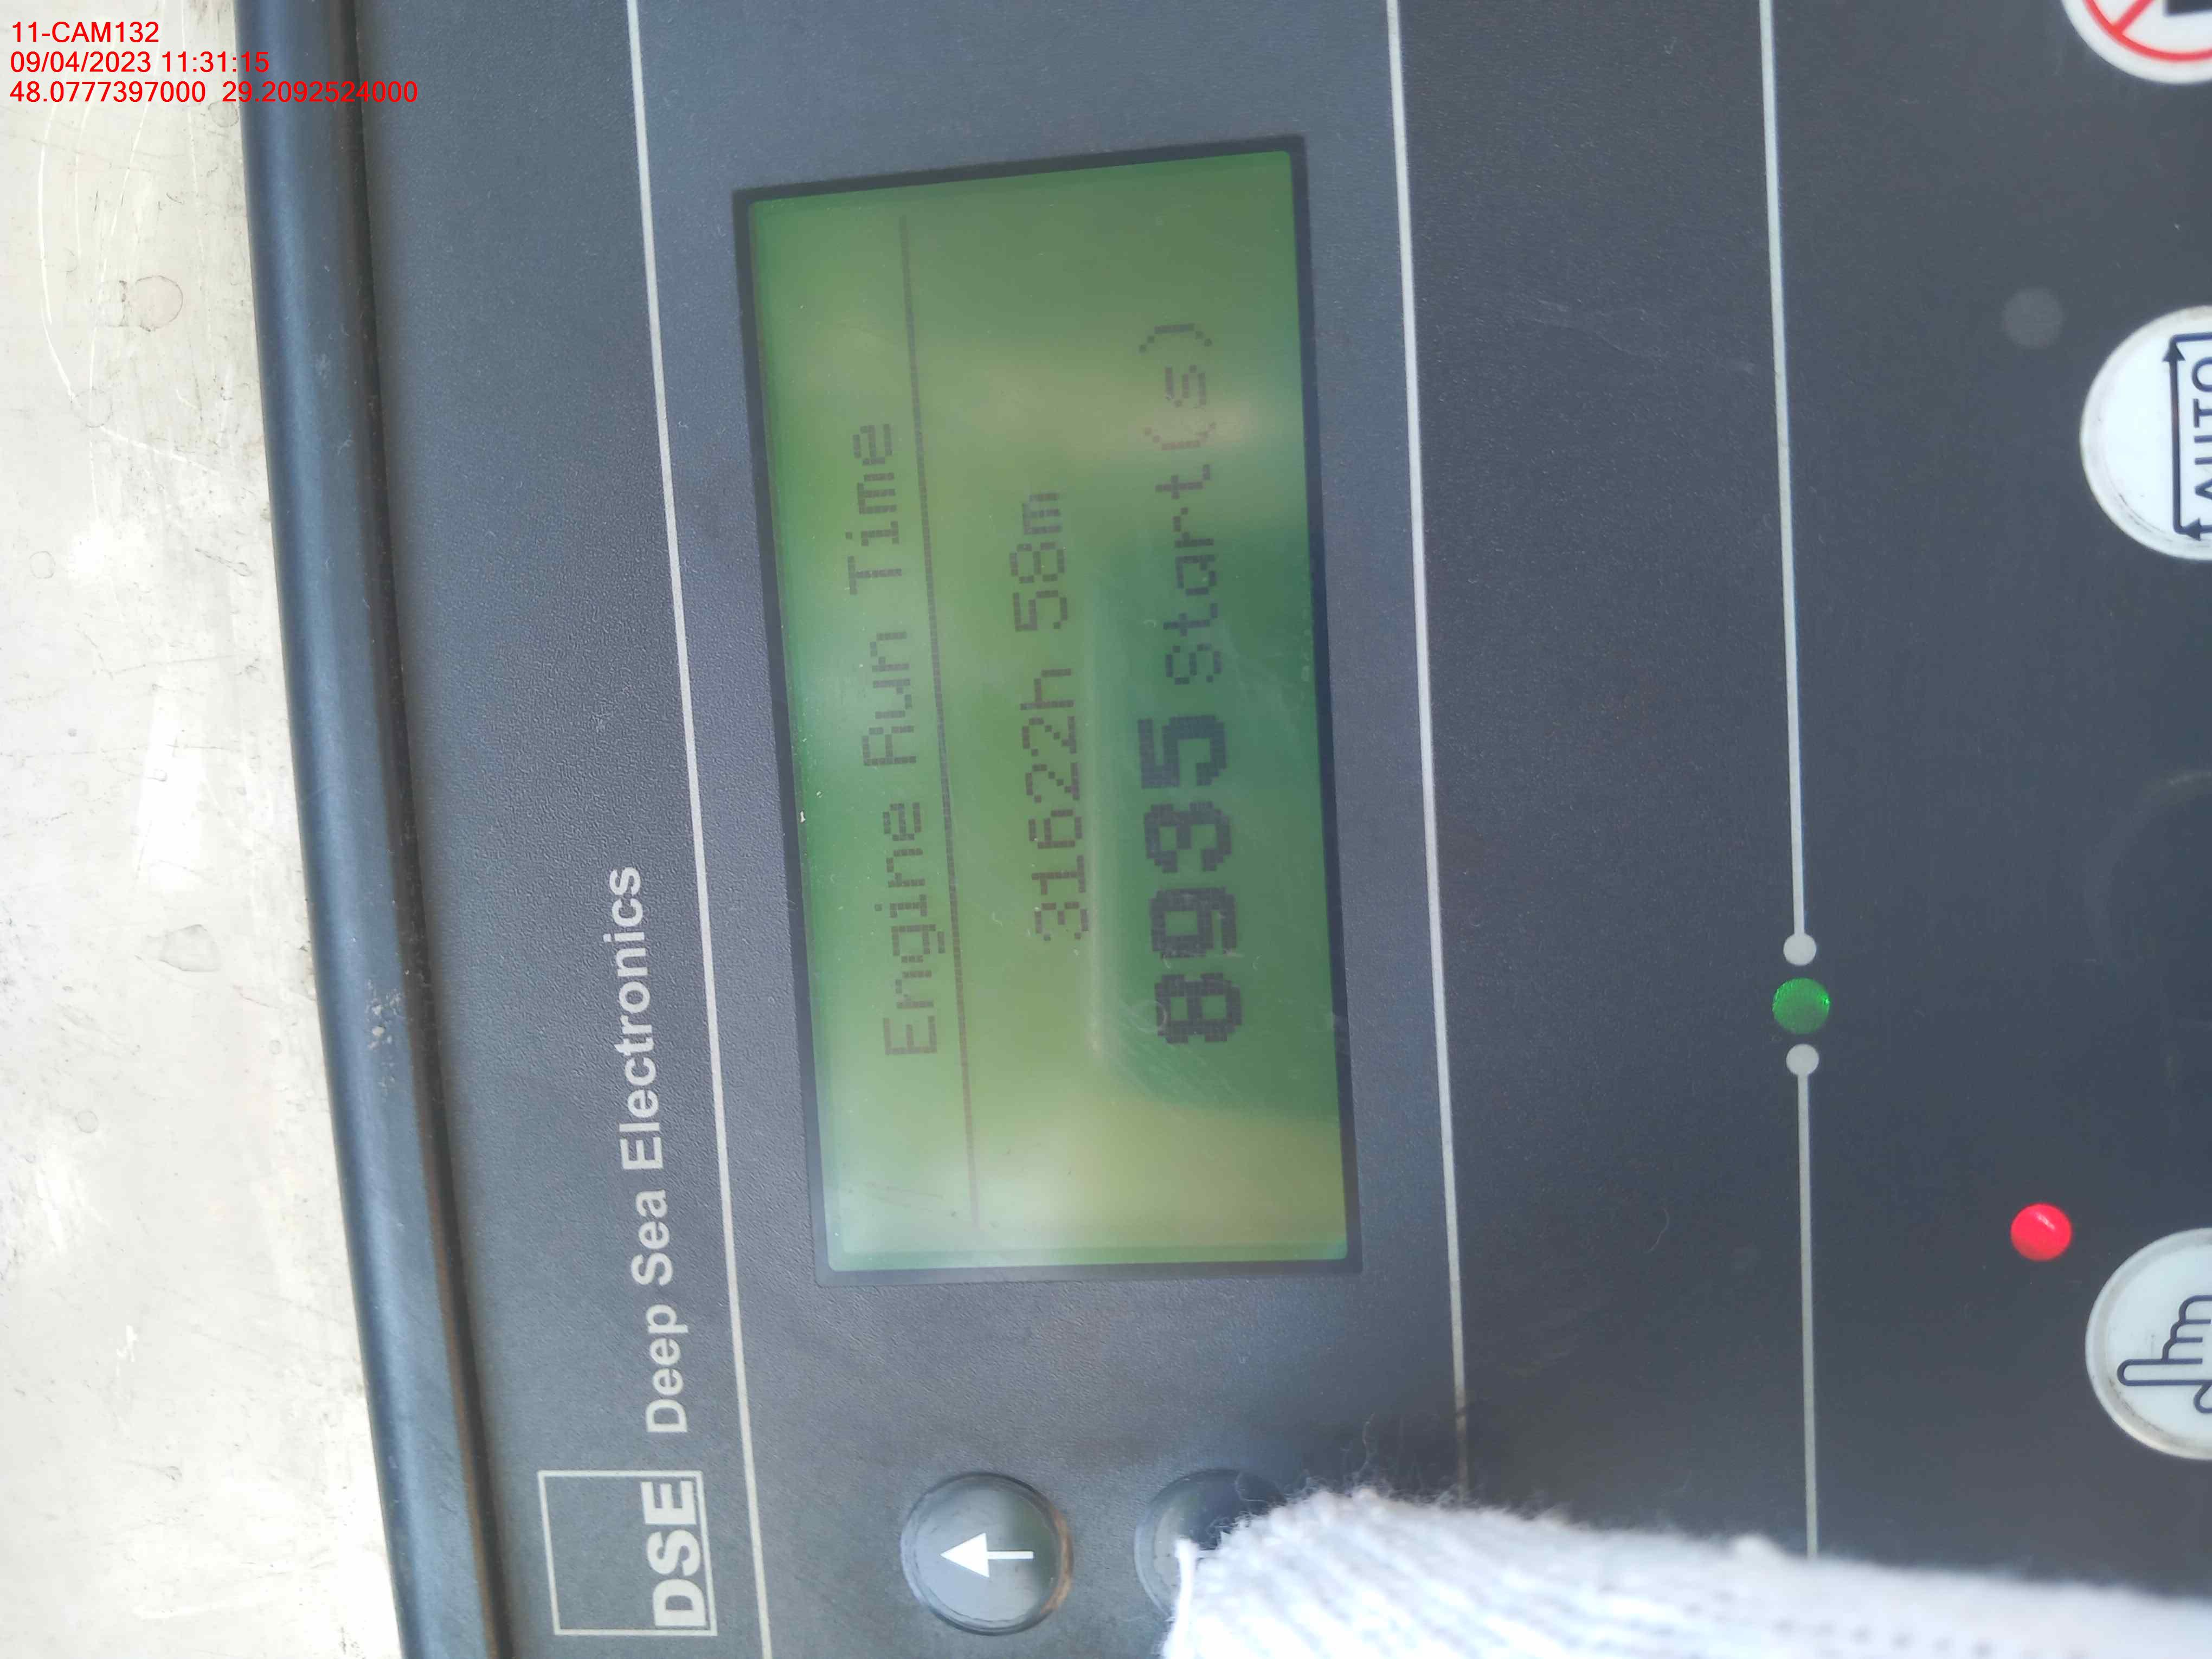 11-CAM132
09/04/2023 11:31:15
48.0777397000 29.2092524000
DSE Deep Sea Electronics
Engine Run Time
31622h 58m
8935 start(s)
AUTO